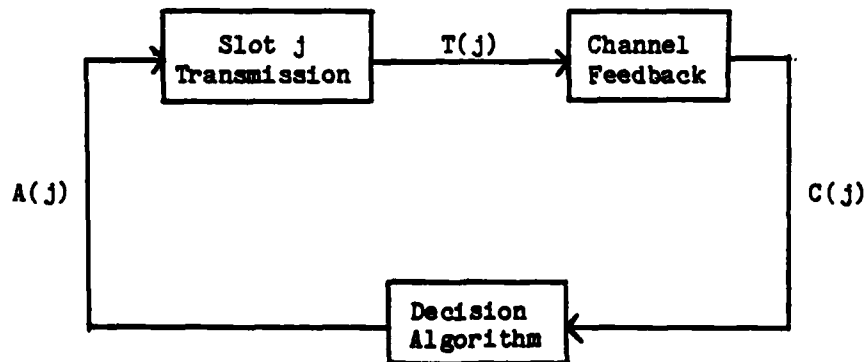 Slot j
Transmission
T(j)
Channel
Feedback
A(j)
C(j)
Decision
Algorithm